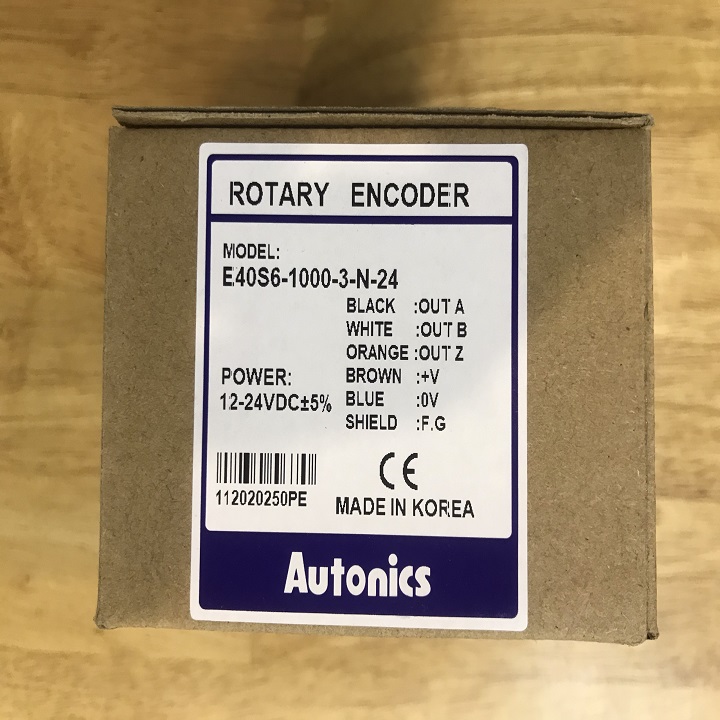 ROTARY ENCODER
MODEL:
E40S6-1000-3-N-24
BLACK :OUT A
WHITE :OUT B
ORANGE :OUT Z
POWER: BROWN :+V
12-24VDC±5% BLUE :0V
SHIELD :F.G
CE
112020250PE MADE IN KOREA
Autonics